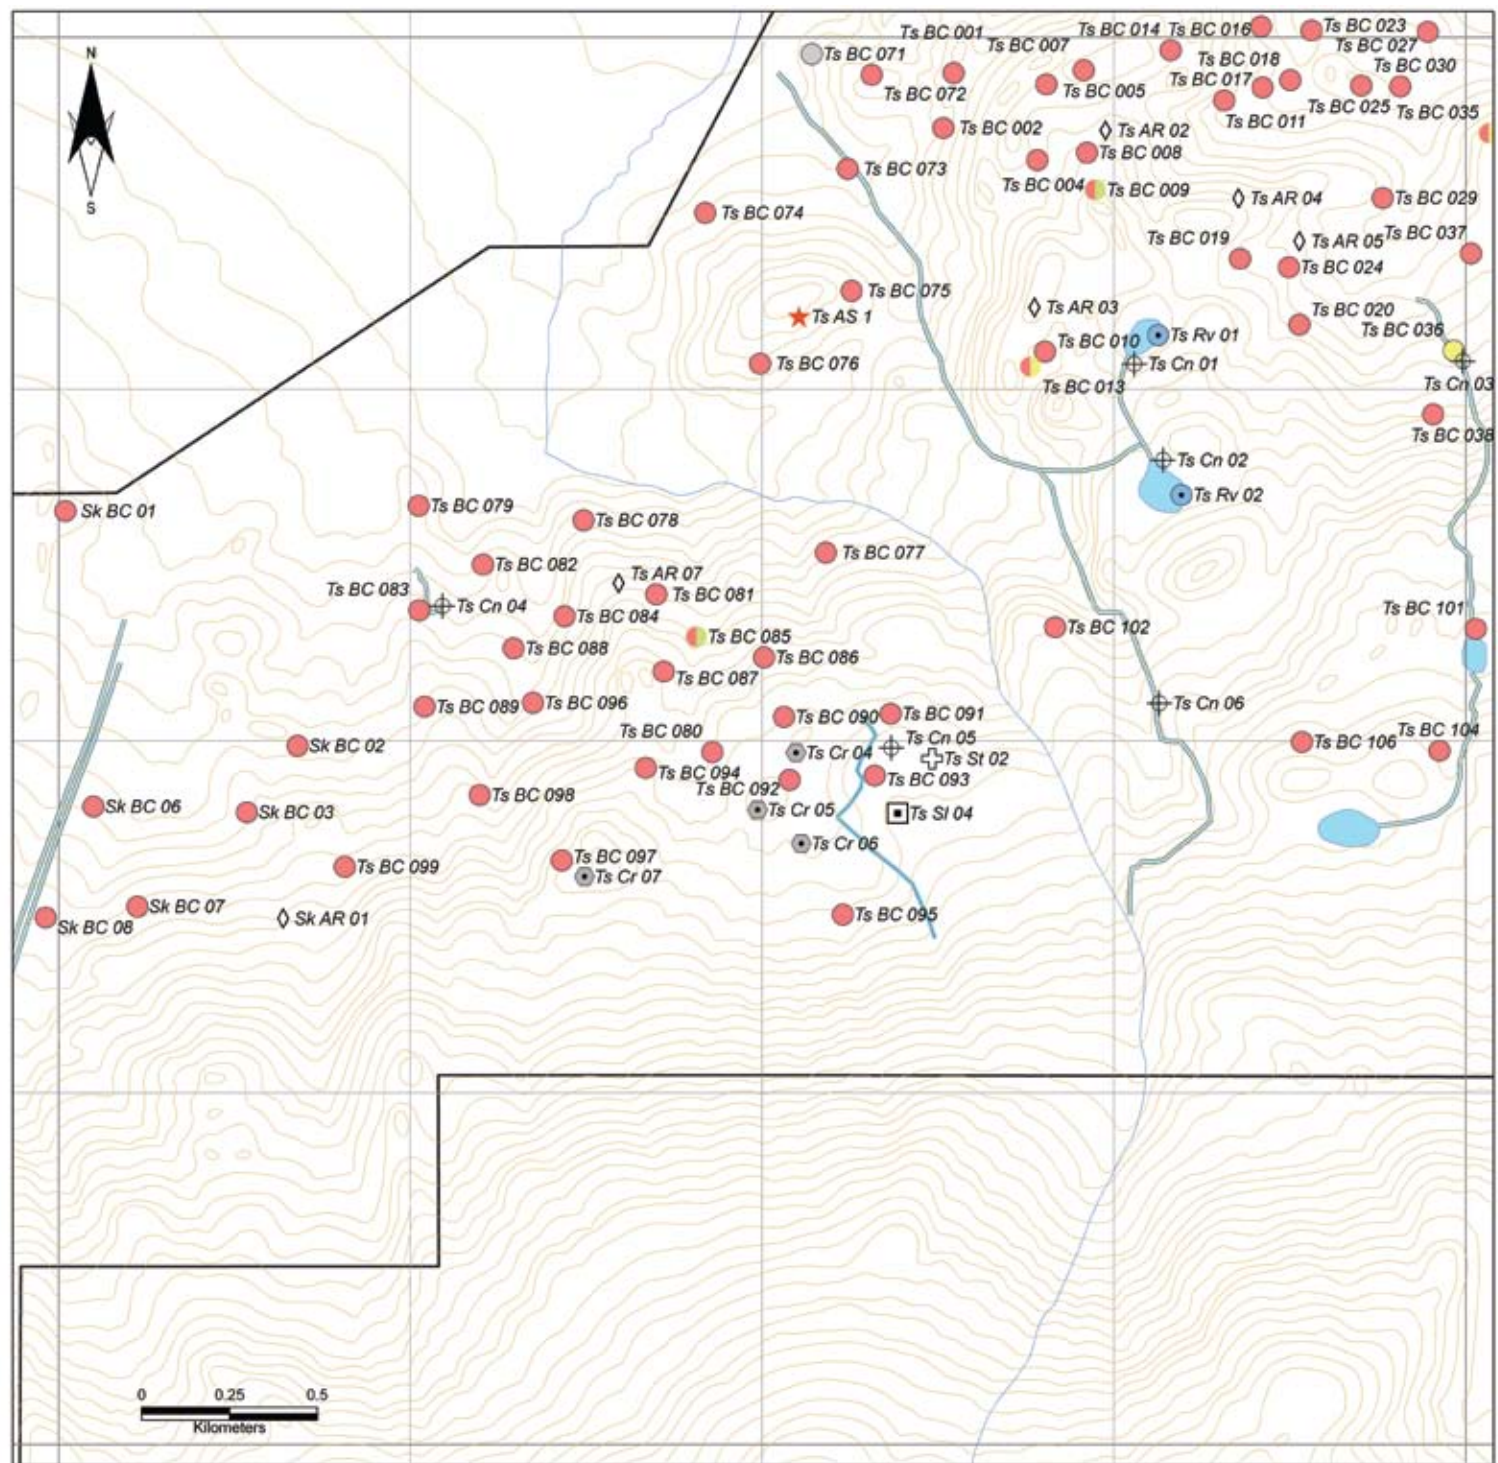 Ts BC 001
Ts BC 014
Ts BC 016
Ts BC 023
Ts BC 007
Ts BC 027
N
Ts BC 071
Ts BC 018
Ts BC 030
Ts BC 017
Ts BC 072
Ts BC 005
Ts BC 025
Ts BC 035
Ts BC 011
Ts BC 002
Ts AR 02
Ts BC 008
Ts BC 073
Ts BC 004
Ts BC 009
Ts AR 04
Ts BC 029
S
Ts BC 074
Ts BC 037
Ts BC 019
Ts AR 05
Ts BC 024
Ts BC 075
Ts AR 03
Ts BC 020
Ts AS 1
Ts BC 036
Ts Rv 01
Ts BC 010
Ts BC 076
Ts Cn 01
Ts BC 013
Ts Cn 03
Ts BC 038
Ts Cn 02
Ts Rv 02
Sk BC 01
Ts BC 079
Ts BC 078
Ts BC 077
Ts BC 082
Ts AR 07
Ts BC 083
Ts BC 081
Ts Cn 04
Ts BC 101
Ts BC 084
Ts BC 102
Ts BC 085
Ts BC 088
Ts BC 086
Ts BC 087
Ts BC 096
Ts Cn 06
Ts BC 089
Ts BC 090
Ts BC 091
Ts BC 080
Ts BC 104
Ts Cn 05
Ts BC 106
Sk BC 02
Ts Cr 04
Ts St 02
Ts BC 094
Ts BC 093
Ts BC 092
Ts BC 098
Sk BC 06
Sk BC 03
Ts Cr 05
Ts Sl 04
Ts Cr 06
Ts BC 097
Ts BC 099
Ts Cr 07
Sk BC 07
Ts BC 095
Sk AR 01
Sk BC 08
0 0.25 0.5
Kilometers